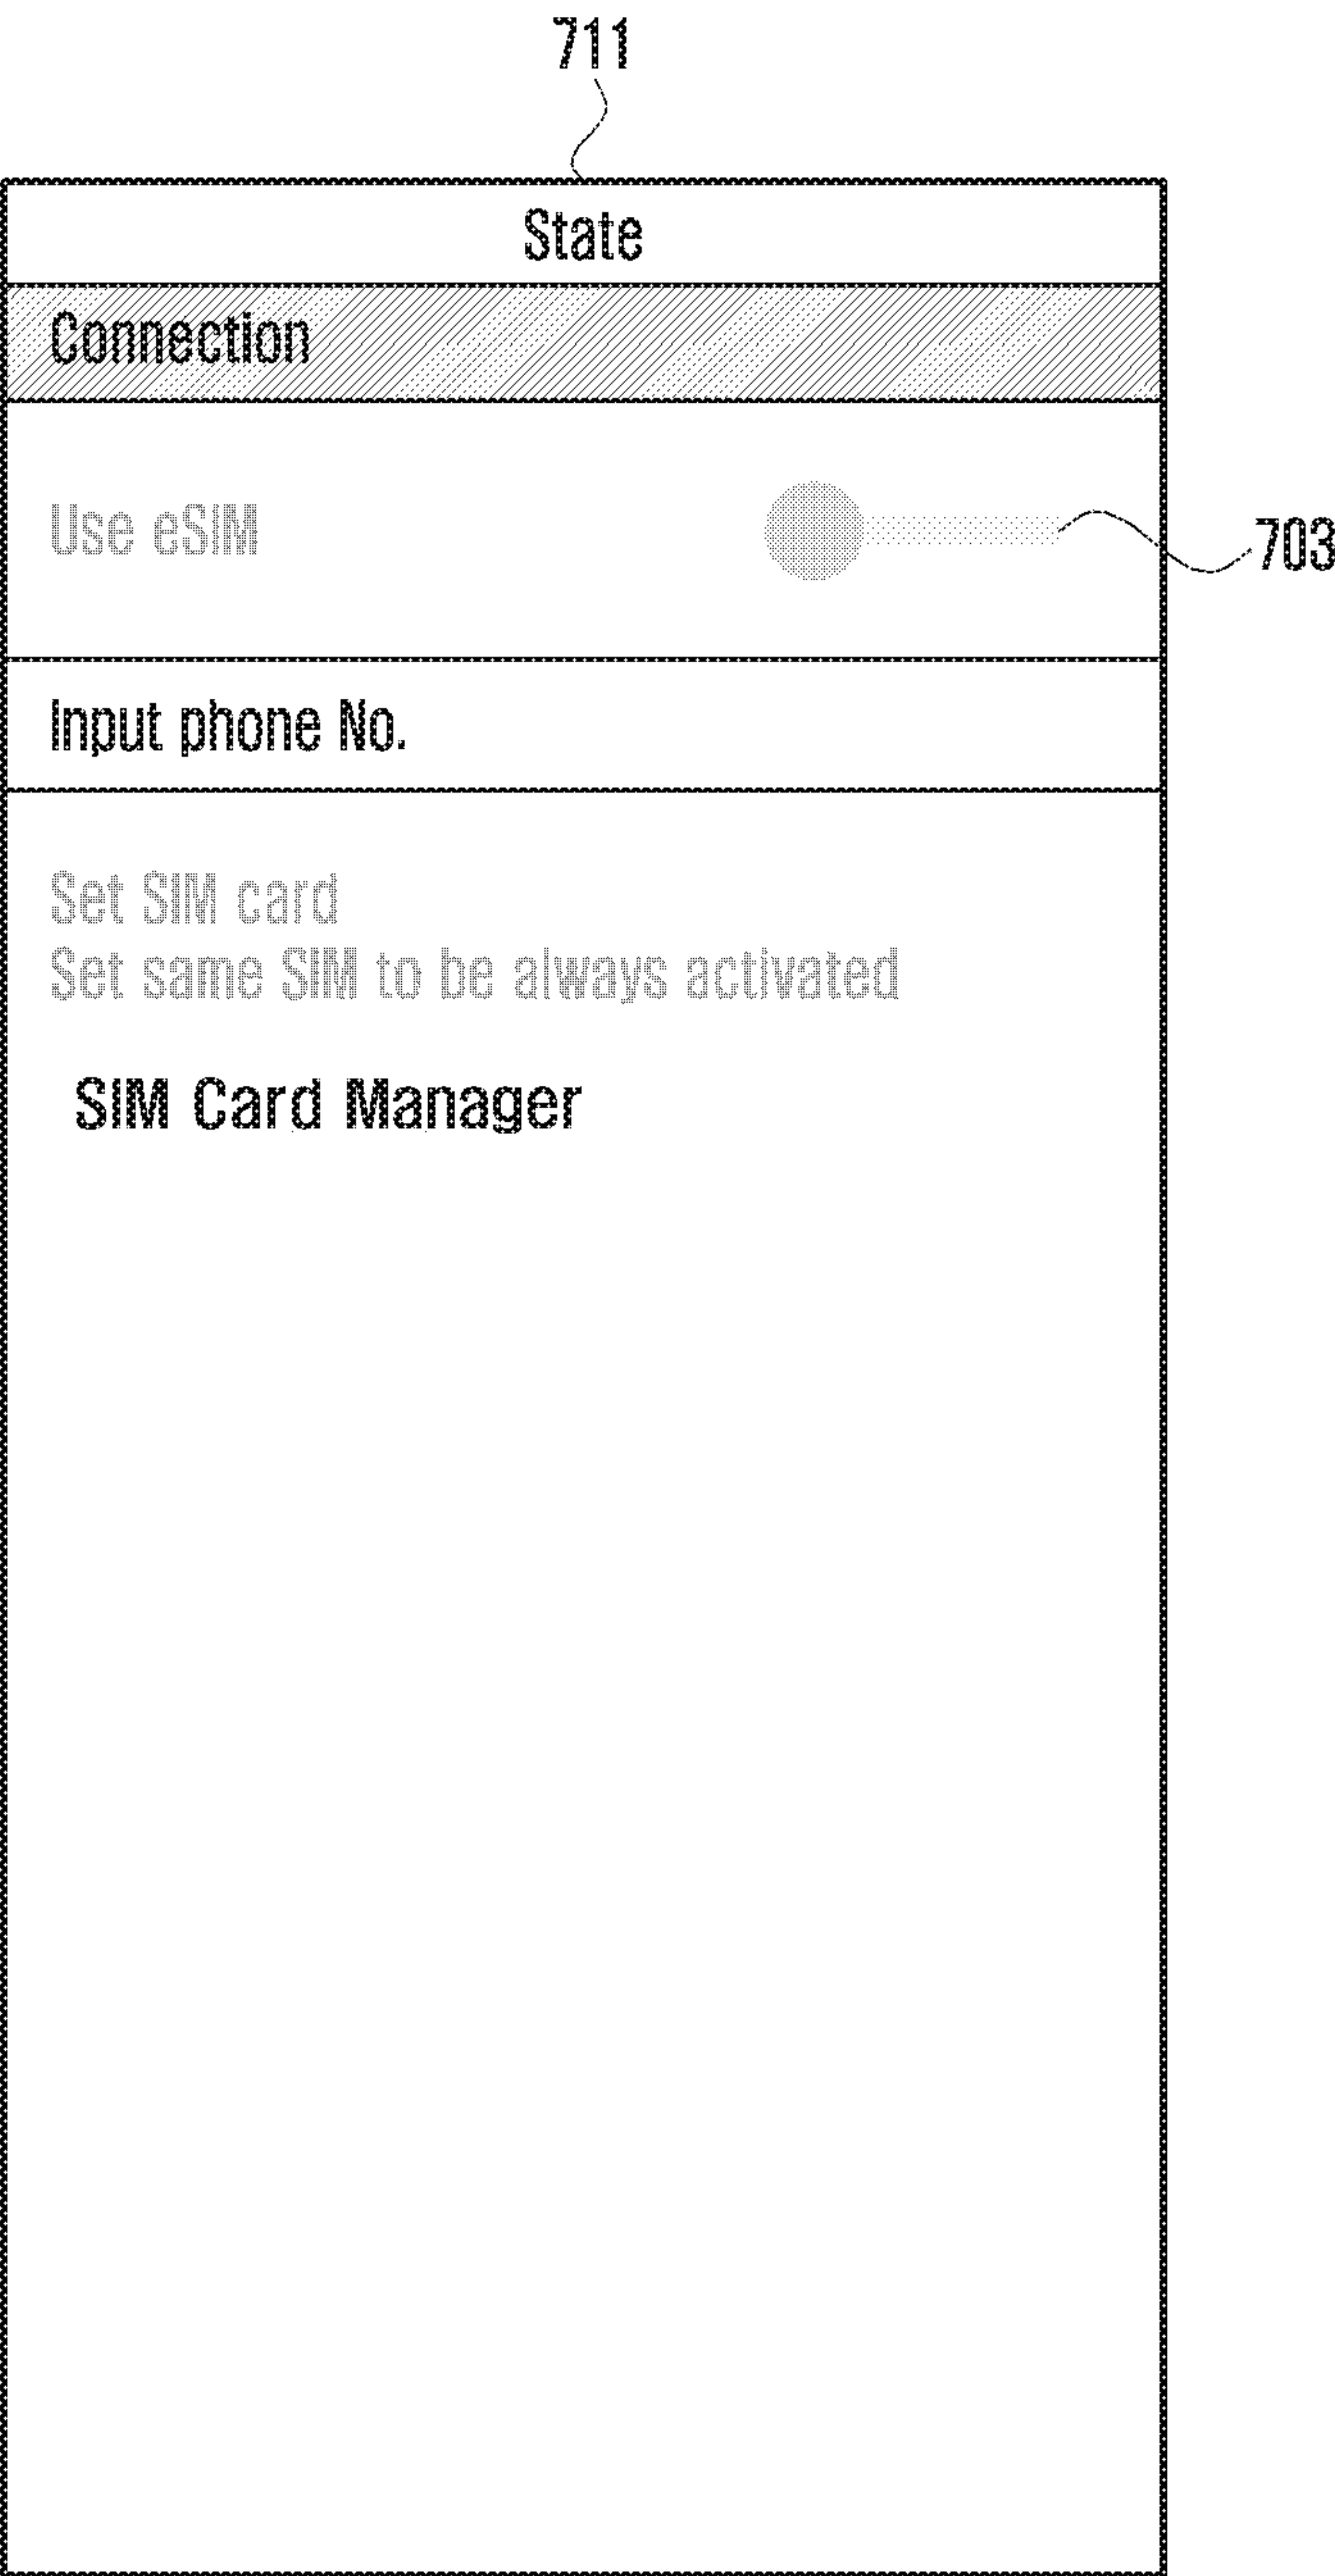 711
State
Connection
Use eSIM
703
Input phone No.
Set SIM card
Set same SIM to be always activated
SIM Card Manager